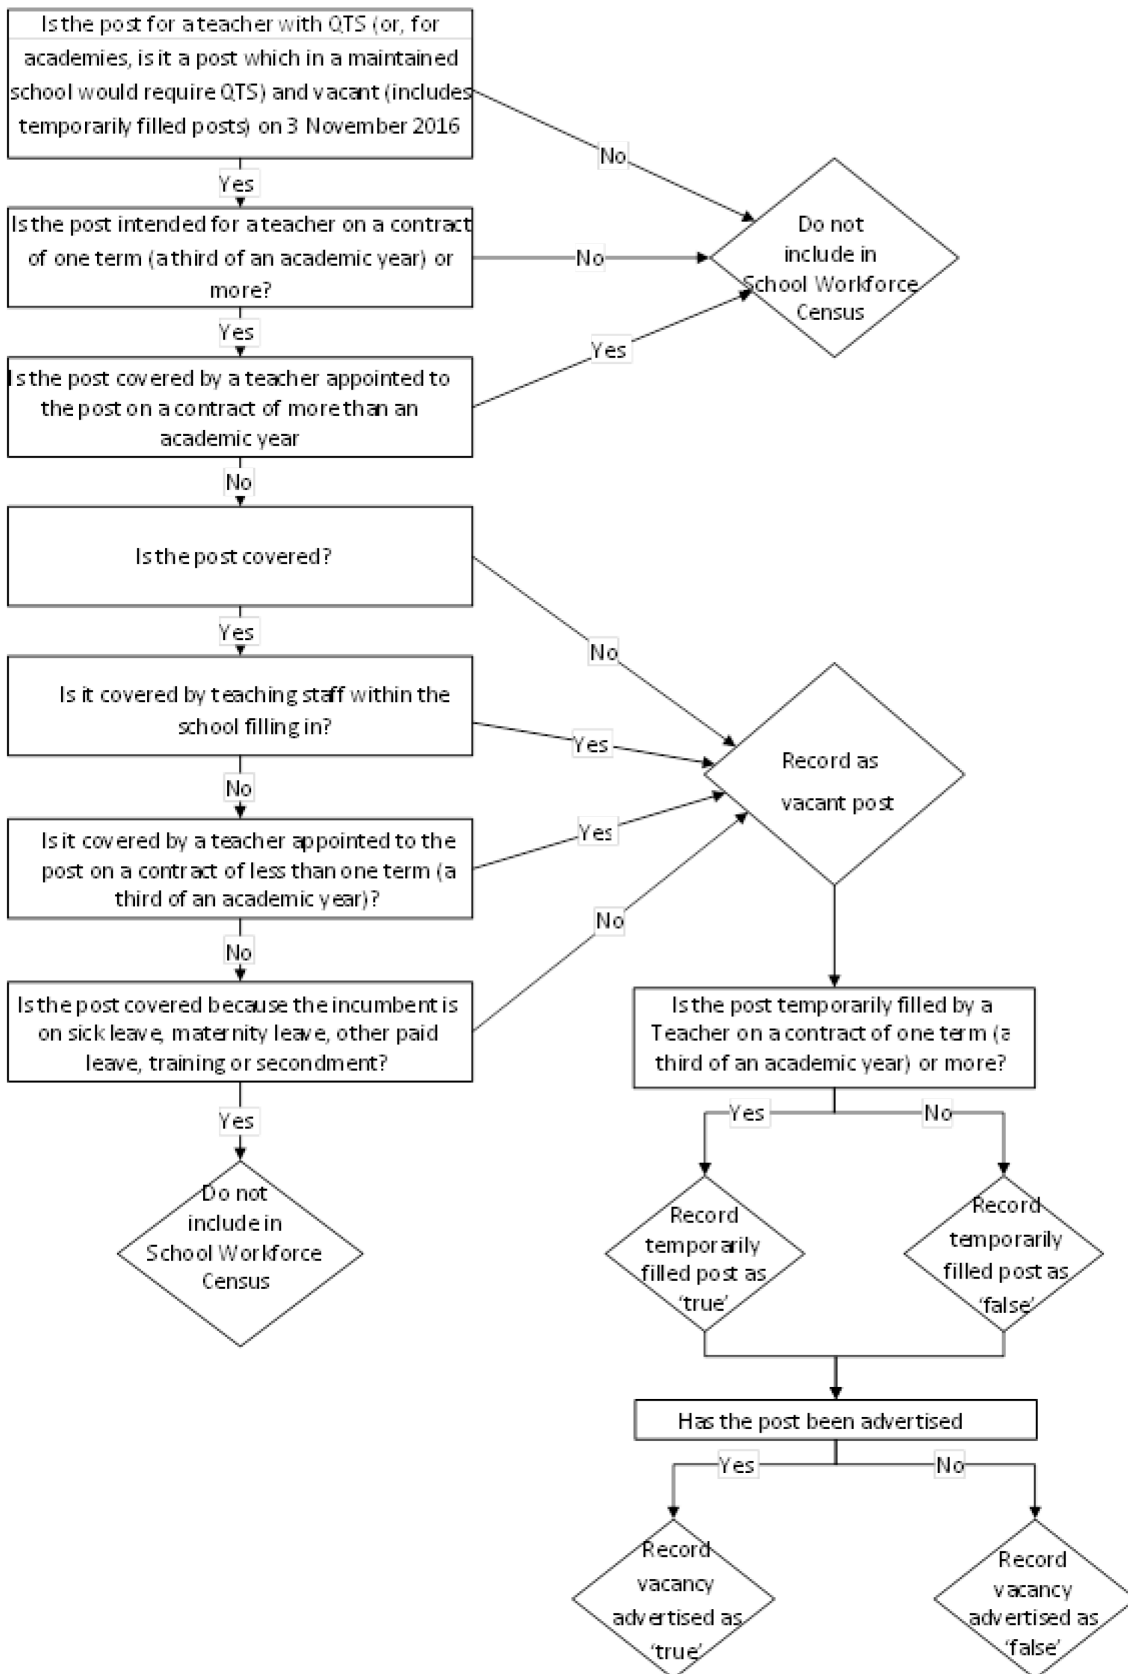 Is the post for a teacher with QTS (or, for
academies, is it a post which in a maintained
school would require QTS) and vacant (includes
temporarily filled posts) on 3 November 2016
No
Yes
Is the post intended for a teacher on a contract
of one term (a third of an academic year) or
more?
No
Do not
include in
School Workforce
Census
Yes
Yes
Is the post covered by a teacher appointed to
the post on a contract of more than an
academic year
No
Is the post covered?
Yes
No
Is it covered by teaching staff within the
school filling in?
Yes
Record as
vacant post
No
Is it covered by a teacher appointed to the
post on a contract of less than one term (a
third of an academic year)?
Yes
No
No
Is the post covered because the incumbent is
on sick leave, maternity leave, other paid
leave, training or secondment?
Yes
Do not
include in
School Workforce
Census
Is the post temporarily filled by a
Teacher on a contract of one term (a
third of an academic year) or more?
Yes
No
Record
temporarily
filled post as
‘true’
Record
temporarily
filled post as
‘false’
Has the post been advertised
Yes
No
Record
vacancy
advertised as
‘true’
Record
vacancy
advertised as
‘false’